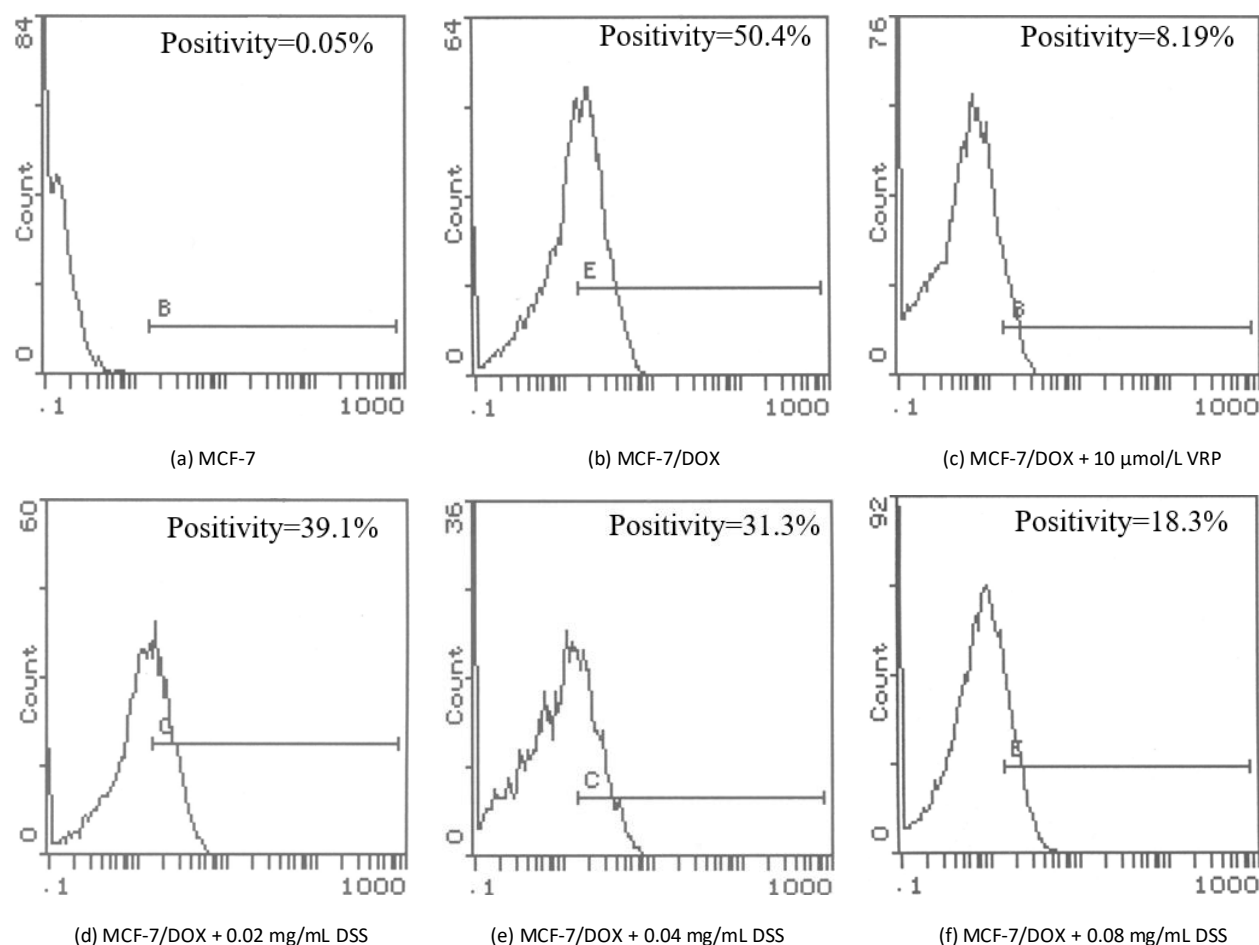 84
Positivity=0.05%
Count
B
0
.1 1000
(a) MCF-7
64
Positivity=50.4%
Count
E
0
.1 1000
(b) MCF-7/DOX
76
Positivity=8.19%
Count
0
.1 1000
(c) MCF-7/DOX + 10 μmol/L VRP
60
Positivity=39.1%
Count
C
0
.1 1000
(d) MCF-7/DOX + 0.02 mg/mL DSS
36
Positivity=31.3%
Count
C
0
.1 1000
(e) MCF-7/DOX + 0.04 mg/mL DSS
92
Positivity=18.3%
Count
E
0
.1 1000
(f) MCF-7/DOX + 0.08 mg/mL DSS